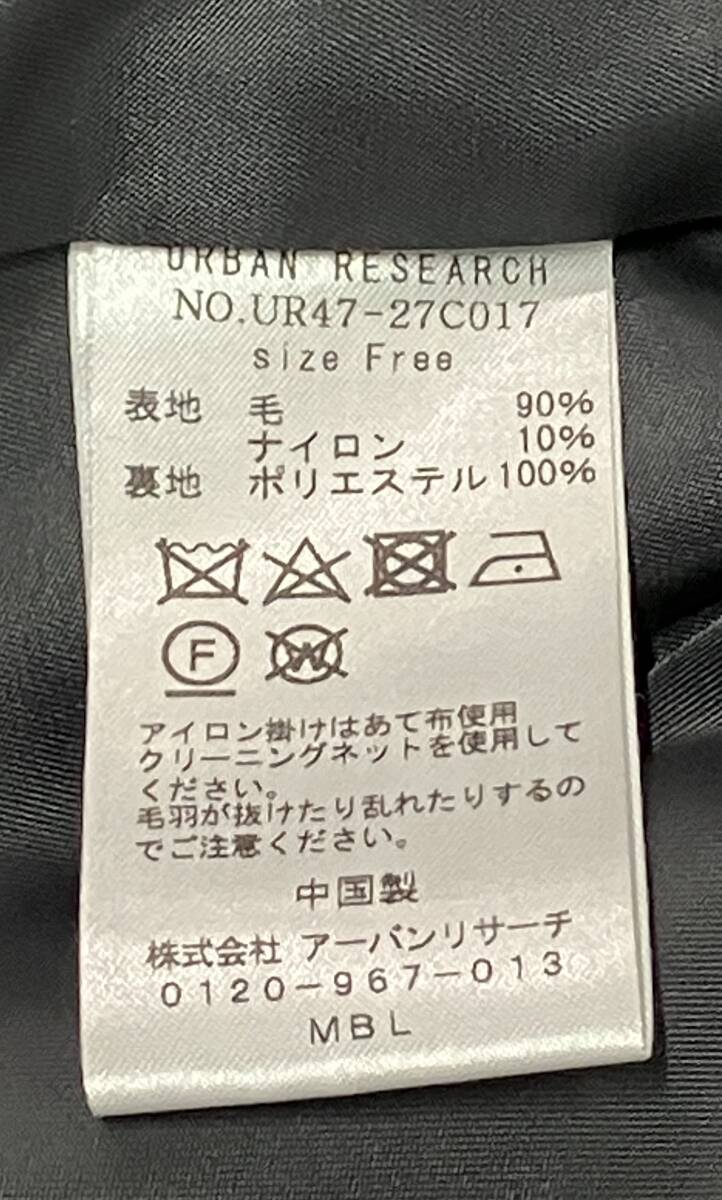 URBAN RESEARCH
NO.UR47-27C017
size Free
表地 毛 90%
ナイロン 10%
裏地 ポリエステル 100%
F W
アイロン掛けはあて布使用
クリーニングネットを使用して
ください。
毛羽が抜けたり乱れたりするの
でご注意ください。
中国製
株式会社 アーバンリサーチ
0120-967-013
MBL